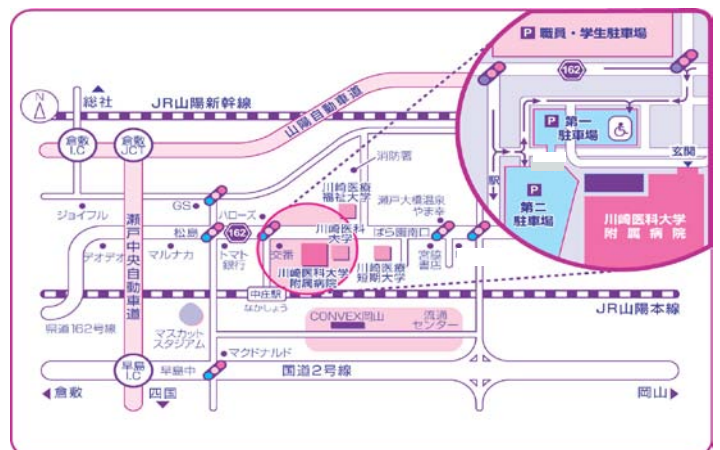 P 職員・学生駐車場
162
P 第一
駐車場
玄関
駅
P
第二
駐車場
川崎医科大学
附属病院
N
総社
JR山陽新幹線
山陽自動車道
倉敷
I.C
倉敷
JCT
消防署
川崎医療
福祉大学
瀬戸大橋温泉
やま幸
ジョイフル
GS
ハローズ
川崎医科
大学
ばら園南口
松島
162
デオデオ
マルナカ
トマト
銀行
交番
川崎医科大学
附属病院
川崎医療
短期大学
宮脇
書店
瀬戸中央自動車道
中庄駅
なかしょう
JR山陽本線
県道162号線
マスカット
スタジアム
CONVEX岡山
流通
センター
マクドナルド
早島
I.C
早島中
国道2号線
倉敷
四国
岡山